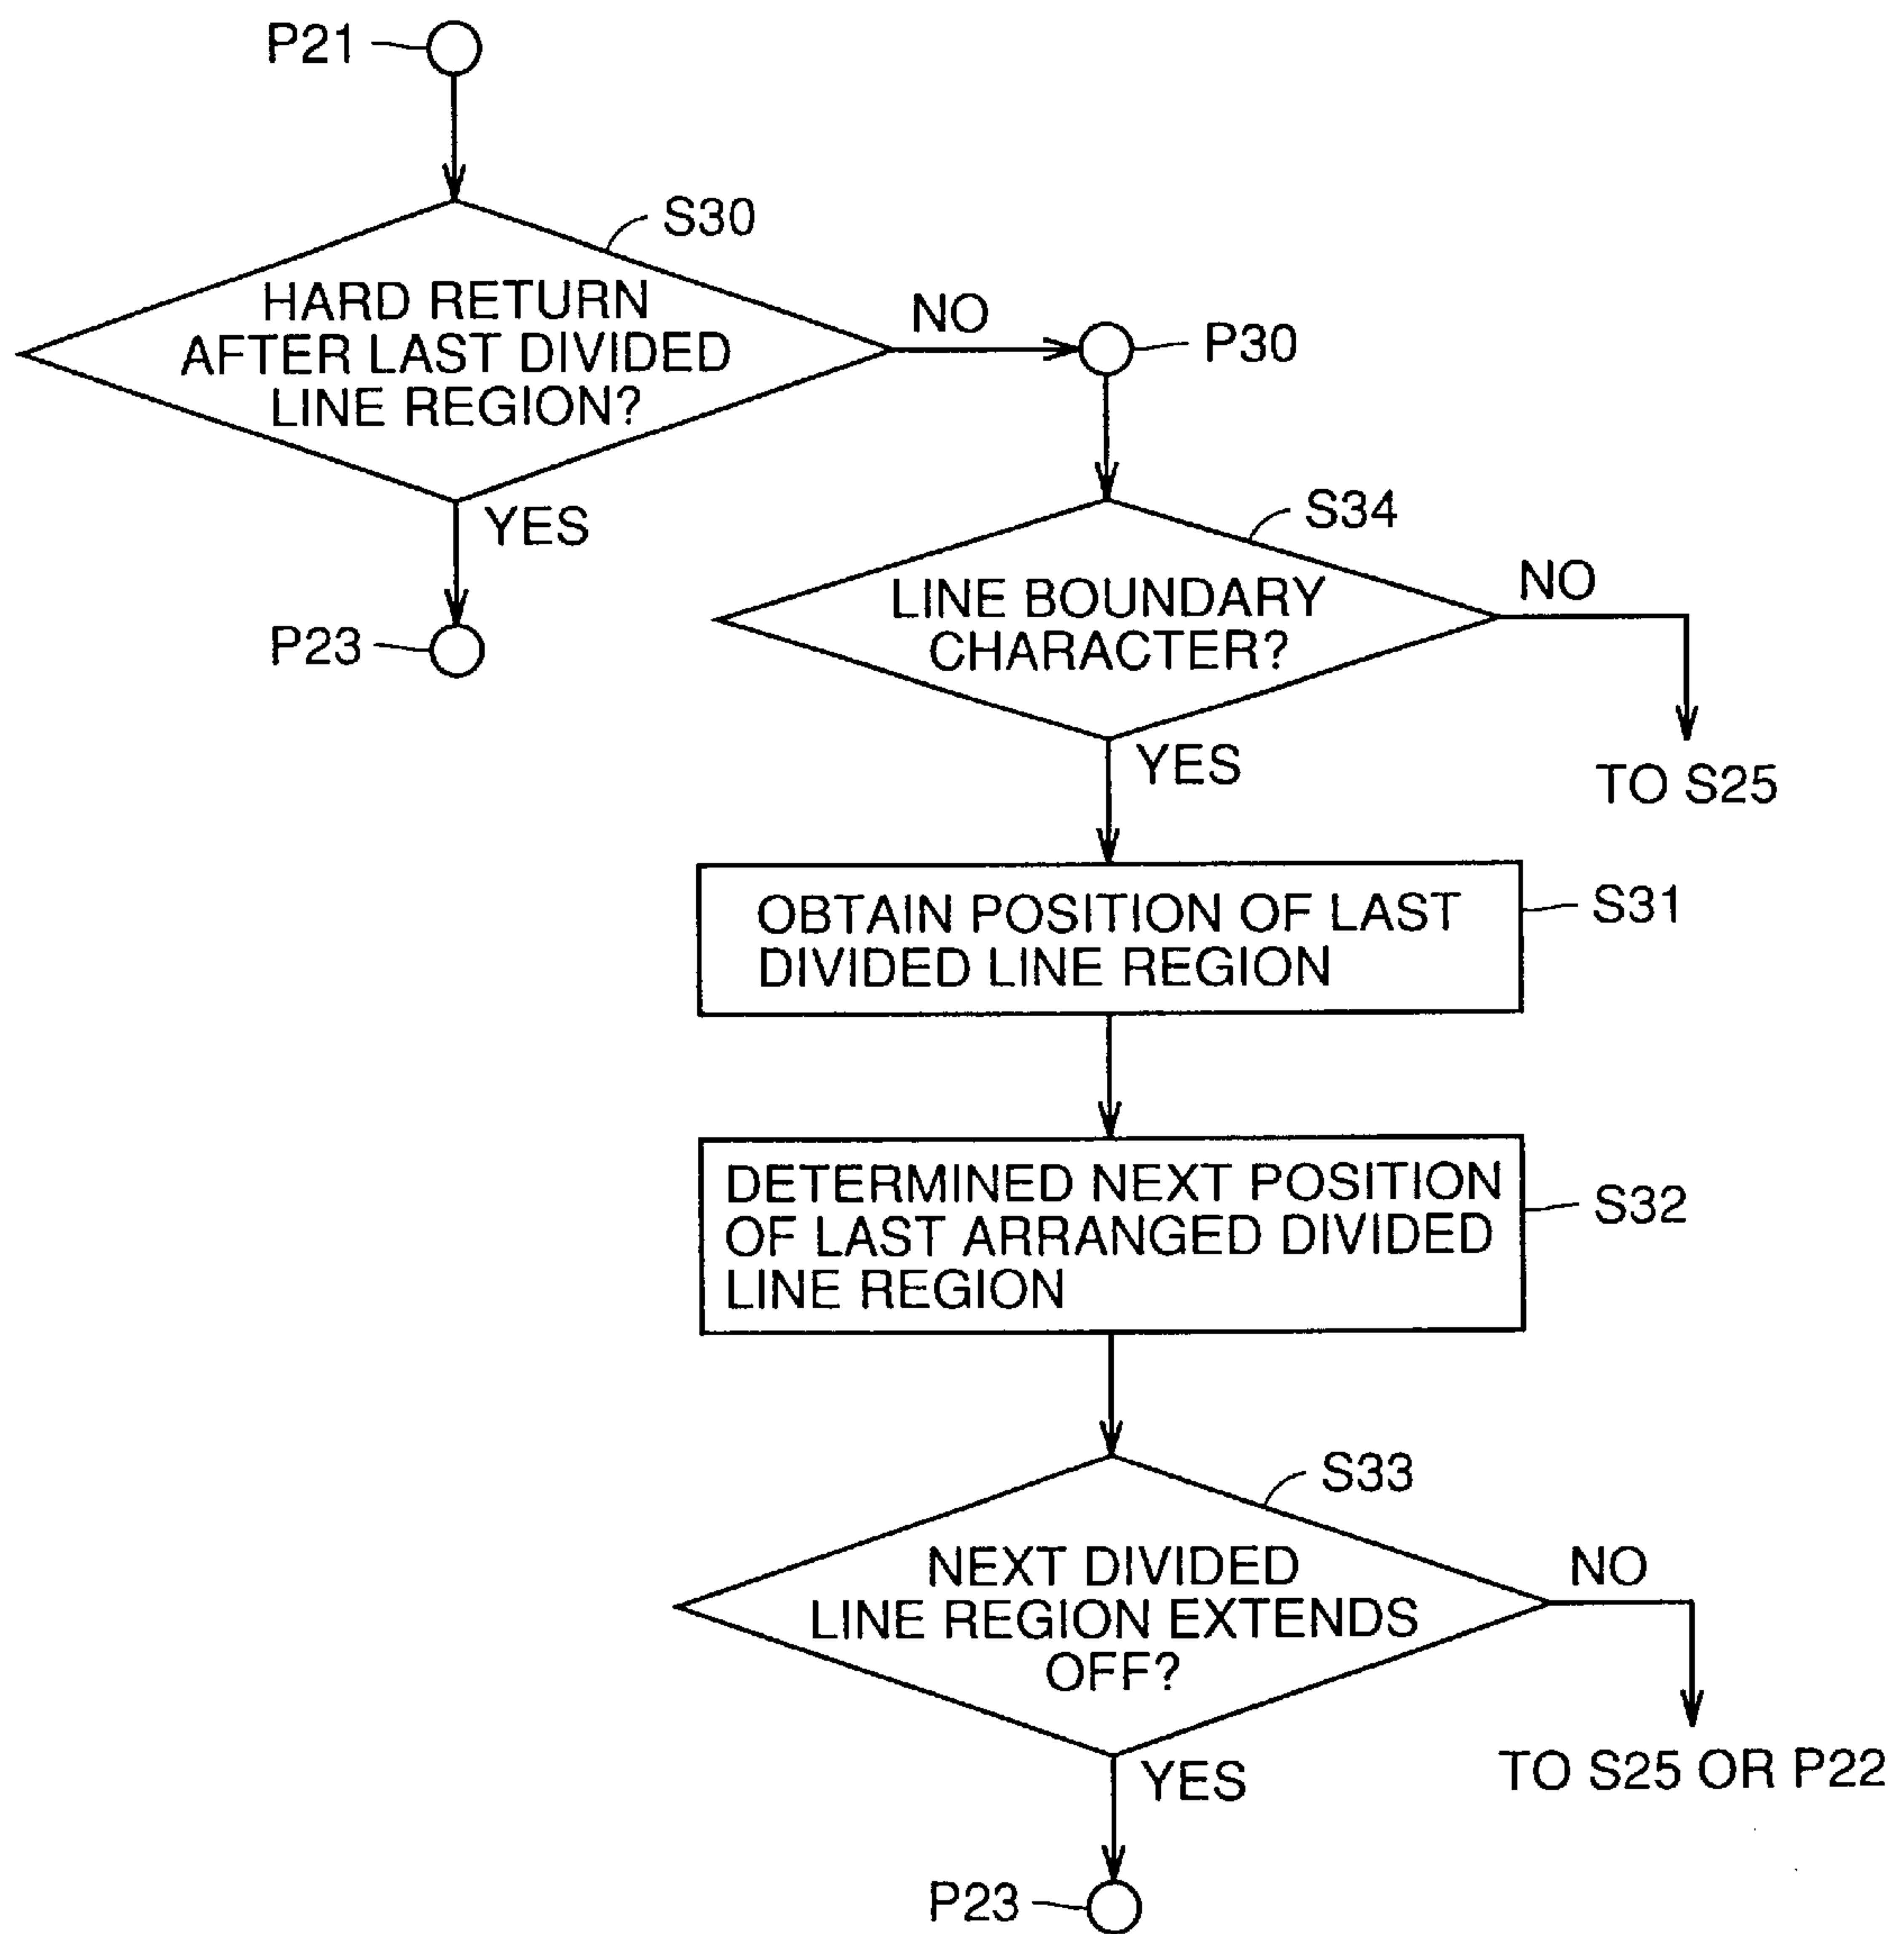 P21
S30
HARD RETURN
AFTER LAST DIVIDED
LINE REGION?
NO
P30
YES
P23
S34
LINE BOUNDARY
CHARACTER?
NO
TO S25
YES
OBTAIN POSITION OF LAST
DIVIDED LINE REGION
S31
DETERMINED NEXT POSITION
OF LAST ARRANGED DIVIDED
LINE REGION
S32
S33
NEXT DIVIDED
LINE REGION EXTENDS
OFF?
NO
TO S25 OR P22
YES
P23